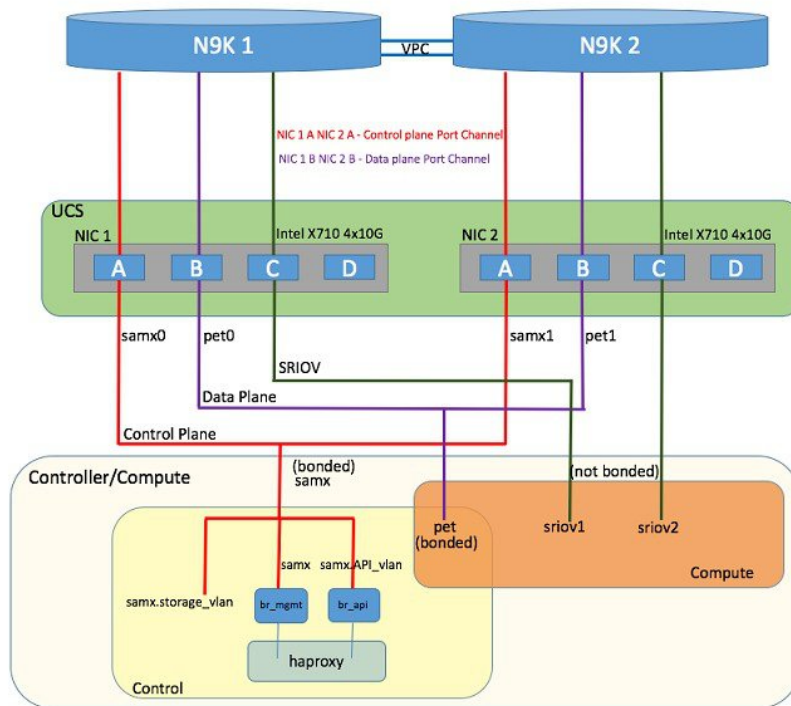 N9K 1
VPC
N9K 2
NIC 1 A NIC 2 A - Control plane Port Channel
NIC 1 B NIC 2 B - Data plane Port Channel
UCS
NIC 1
Intel X710 4x10G
NIC 2
Intel X710 4x10G
A
B
C
D
A
B
C
D
samx0
pet0
samx1
pet1
SRIOV
Data Plane
Control Plane
Controller/Compute
(bonded)
samx
(not bonded)
pet
(bonded)
sriov1
sriov2
Compute
samx
samx.API_vlan
samx.storage_vlan
br_mgmt
br_api
haproxy
Control